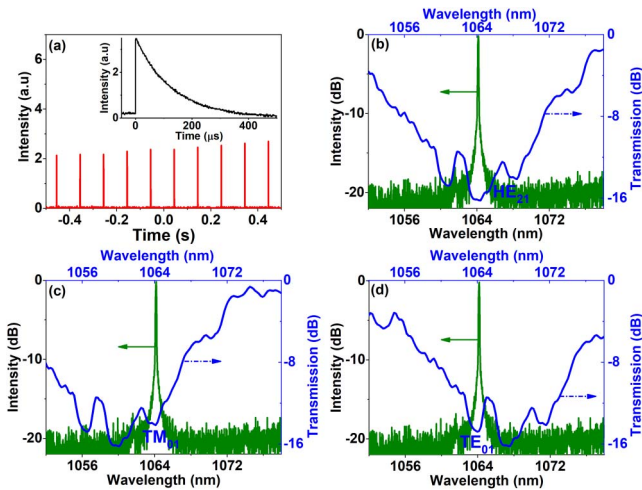 Wavelength (nm)
1056 1064 1072
(a)
Intensity (a.u)
6
4
2
0
Intensity (a.u)
2
0
0 200 400
Time (μs)
-0.4 -0.2 0.0 0.2 0.4
Time (s)
(b)
Intensity (dB)
0
-10
-20
HE21
0
-8
-16
Transmission (dB)
1056 1064 1072
Wavelength (nm)
Wavelength (nm)
1056 1064 1072
(c)
Intensity (dB)
0
-10
-20
TM01
0
-8
-16
Transmission (dB)
1056 1064 1072
Wavelength (nm)
Wavelength (nm)
1056 1064 1072
(d)
Intensity (dB)
0
-10
-20
TE01
0
-8
-16
Transmission (dB)
1056 1064 1072
Wavelength (nm)